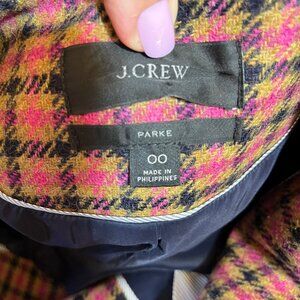 J.CREW
PARKE
00
MADE IN
PHILIPPINES